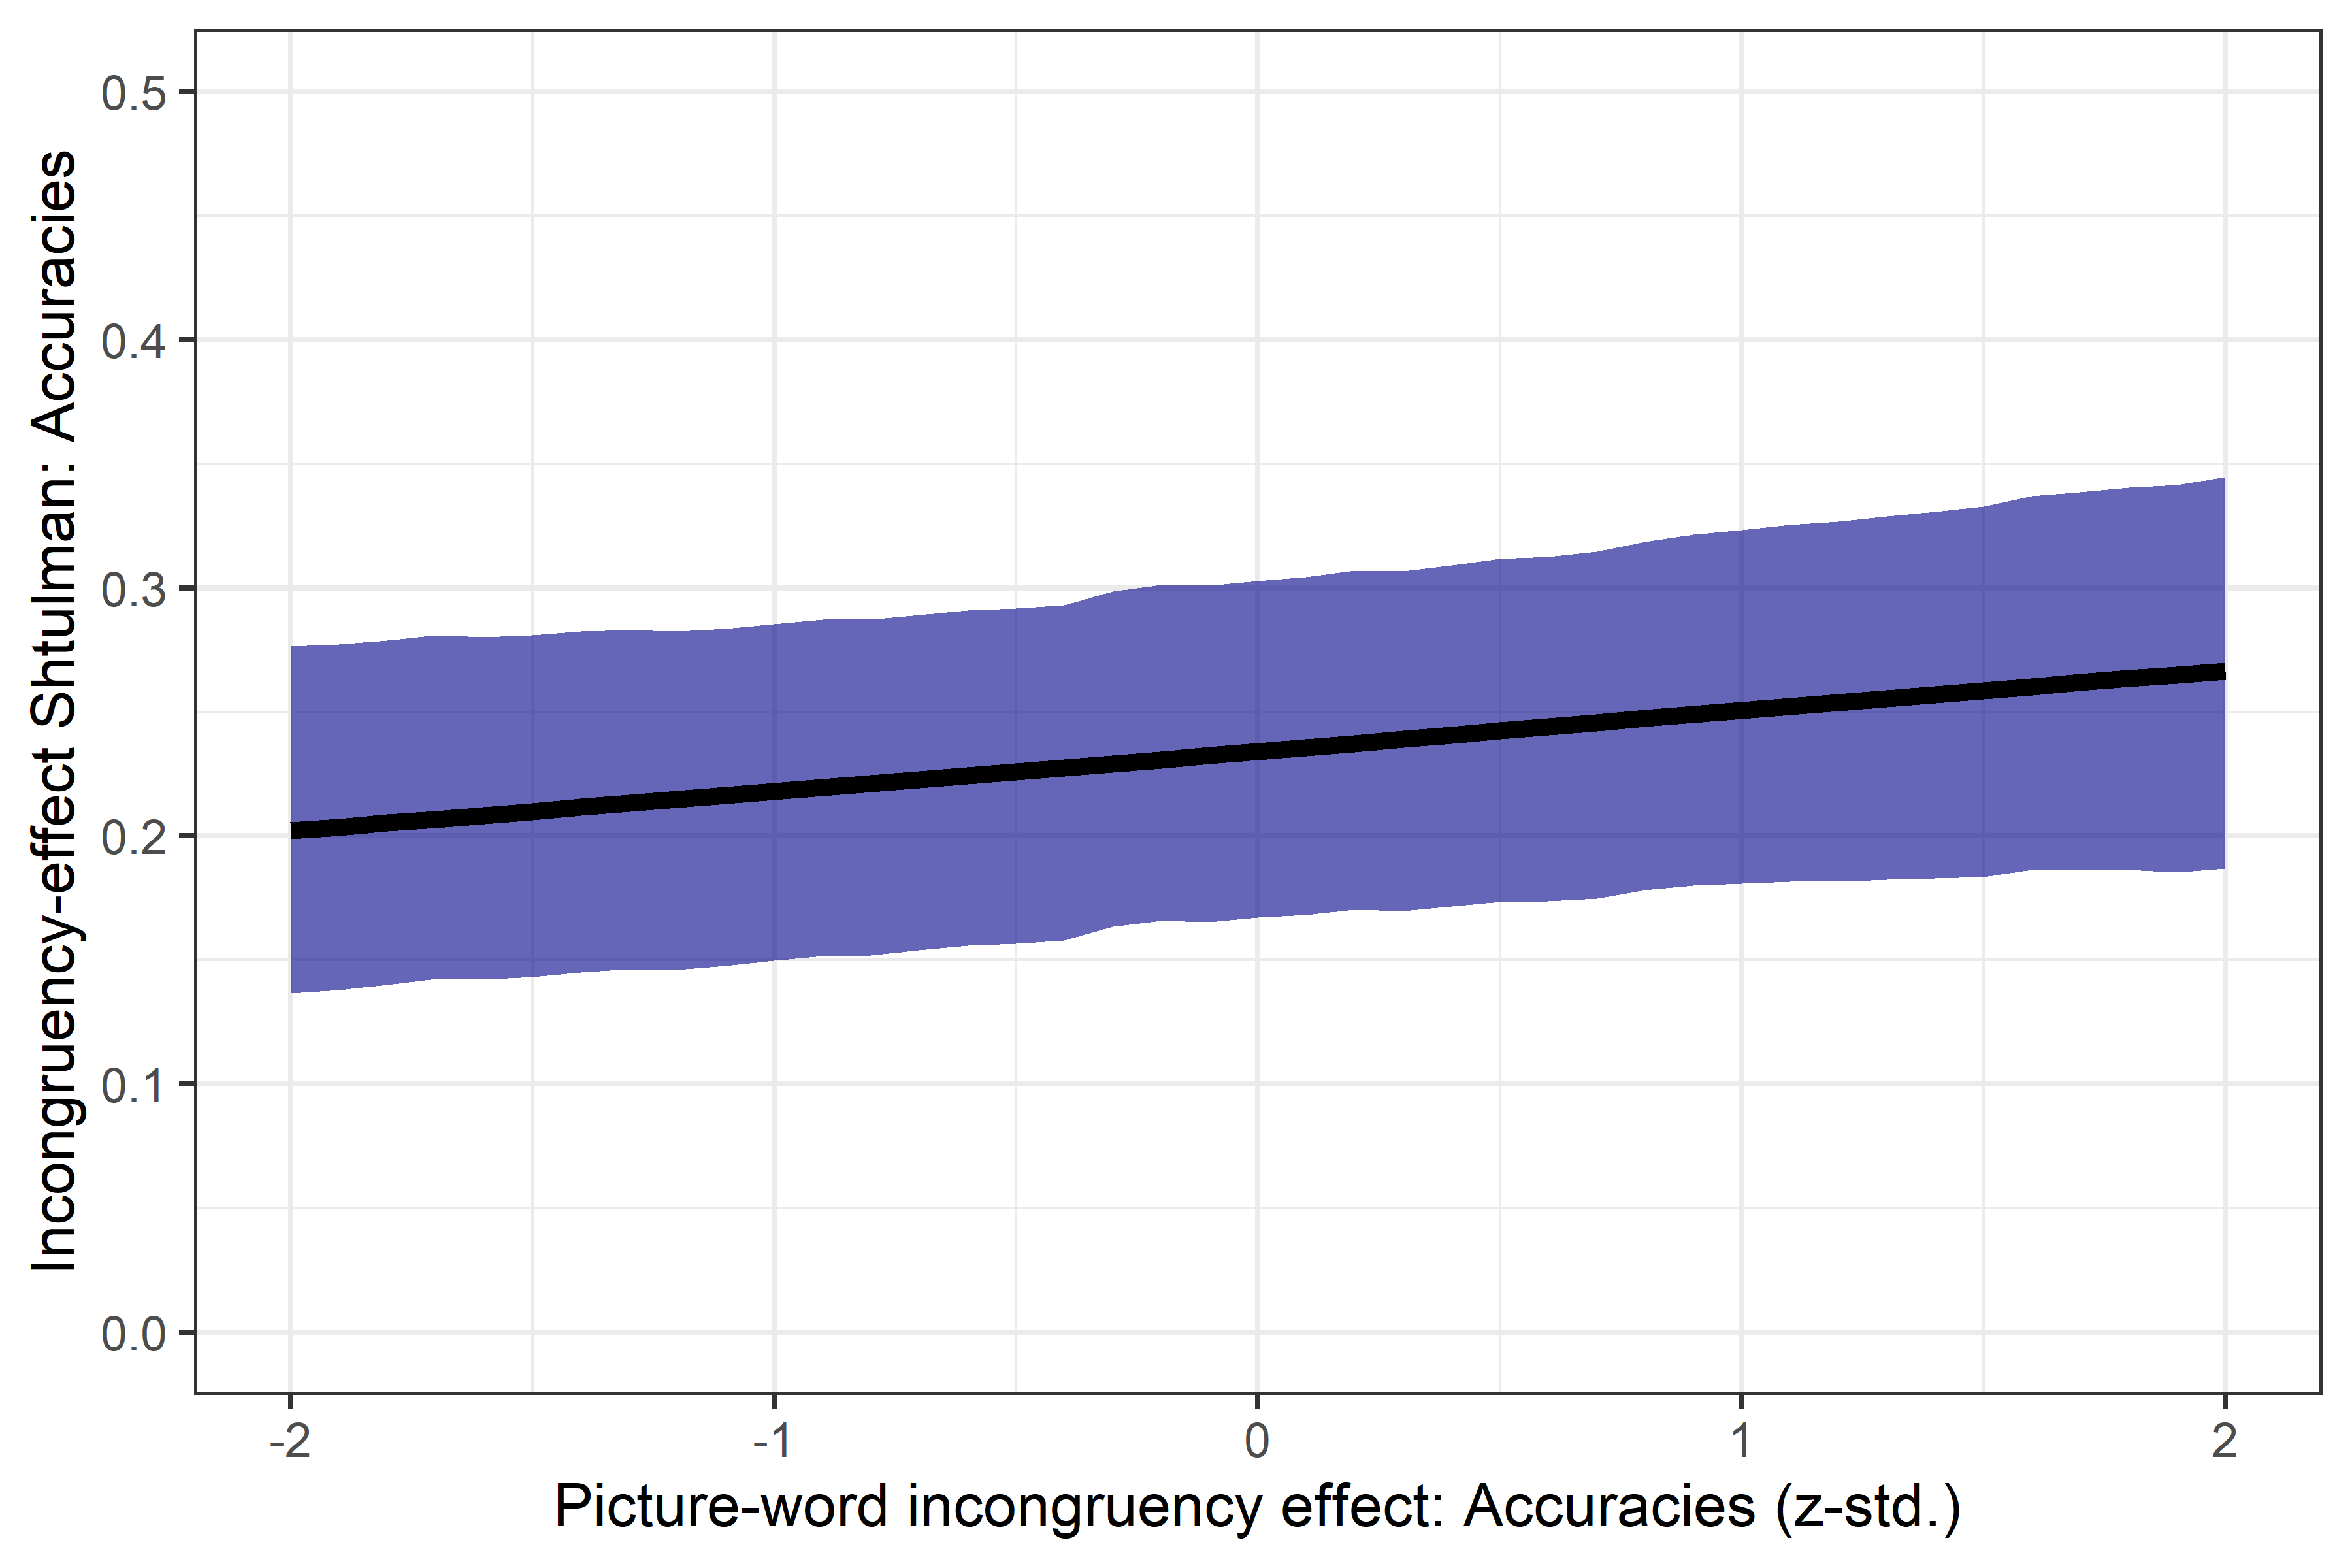 Incongruency-effect Shtulman: Accuracies
0.5
0.4
0.3
0.2
0.1
0.0
-2 -1 0 1 2
Picture-word incongruency effect: Accuracies (z-std.)